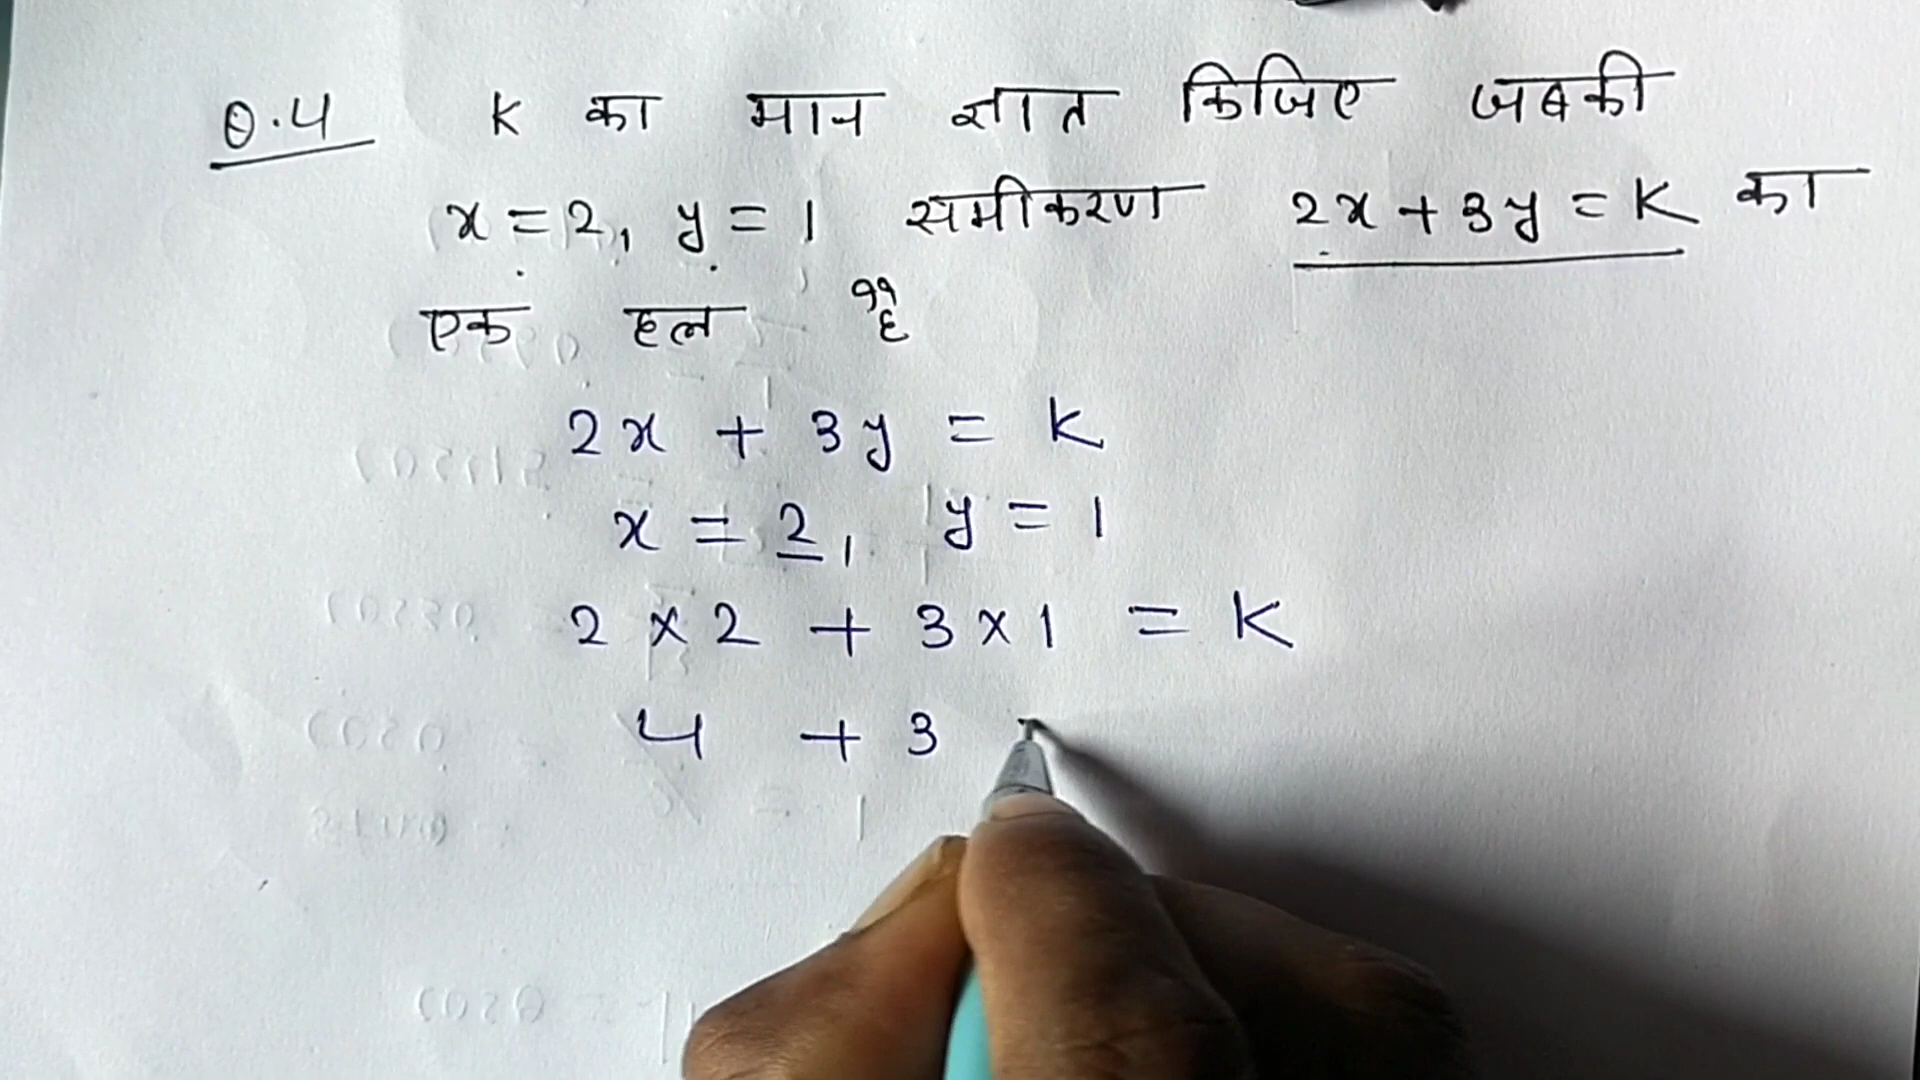 Q.4 K का मान ज्ञात किजिए जबकी
x = 2, y = 1 समीकरण 2x + 3y = K का
एक हल है
2x + 3y = K
x = 2, y = 1
2 × 2 + 3 × 1 = K
4 + 3